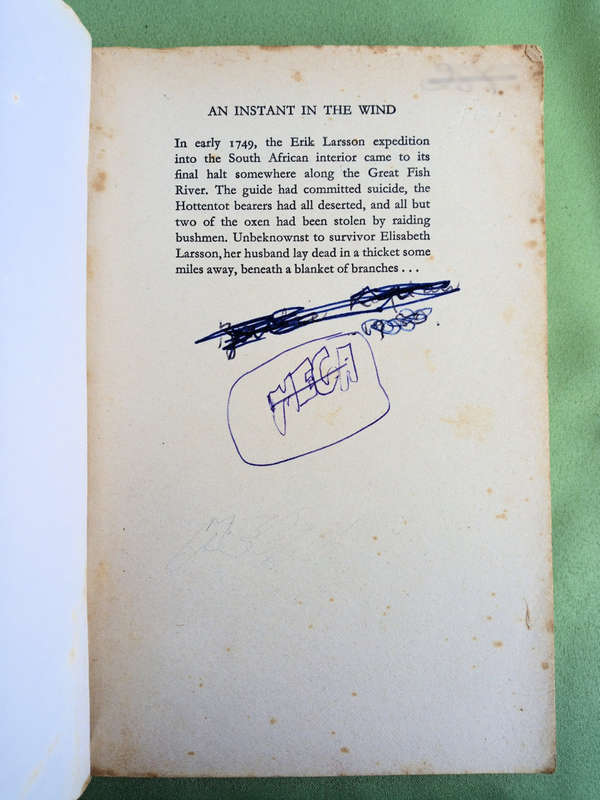 AN INSTANT IN THE WIND
In early 1749, the Erik Larsson expedition
into the South African interior came to its
final halt somewhere along the Great Fish
River. The guide had committed suicide, the
Hottentot bearers had all deserted, and all but
two of the oxen had been stolen by raiding
bushmen. Unbeknownst to survivor Elisabeth
Larsson, her husband lay dead in a thicket some
miles away, beneath a blanket of branches . . .
MEGA